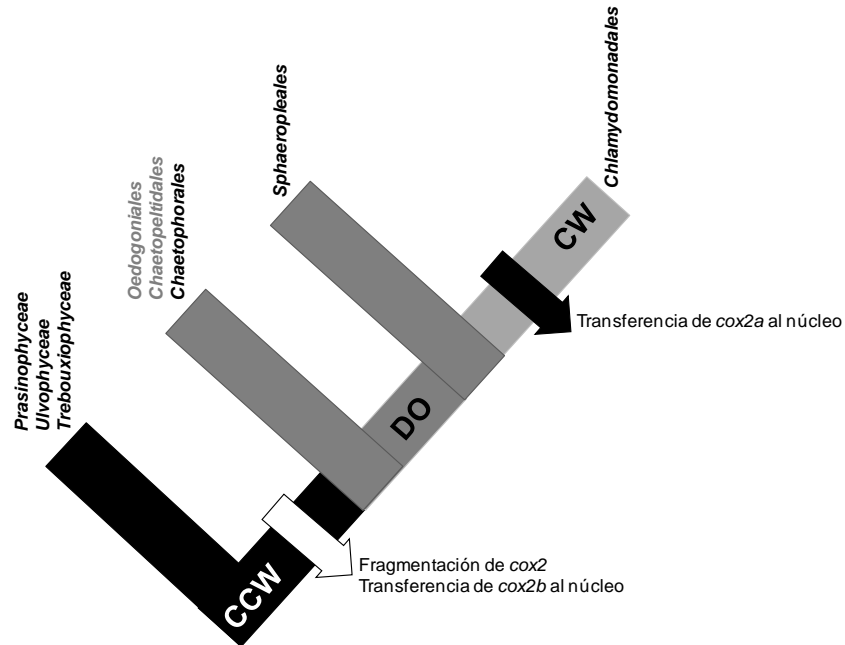 Prasinophyceae
Ulvophyceae
Trebouxiophyceae
Oedogoniales
Chaetopeltidales
Chaetophorales
Sphaeropleales
Chlamydomonadales
CW
Transferencia de cox2a al núcleo
DO
Fragmentación de cox2
Transferencia de cox2b al núcleo
CCW